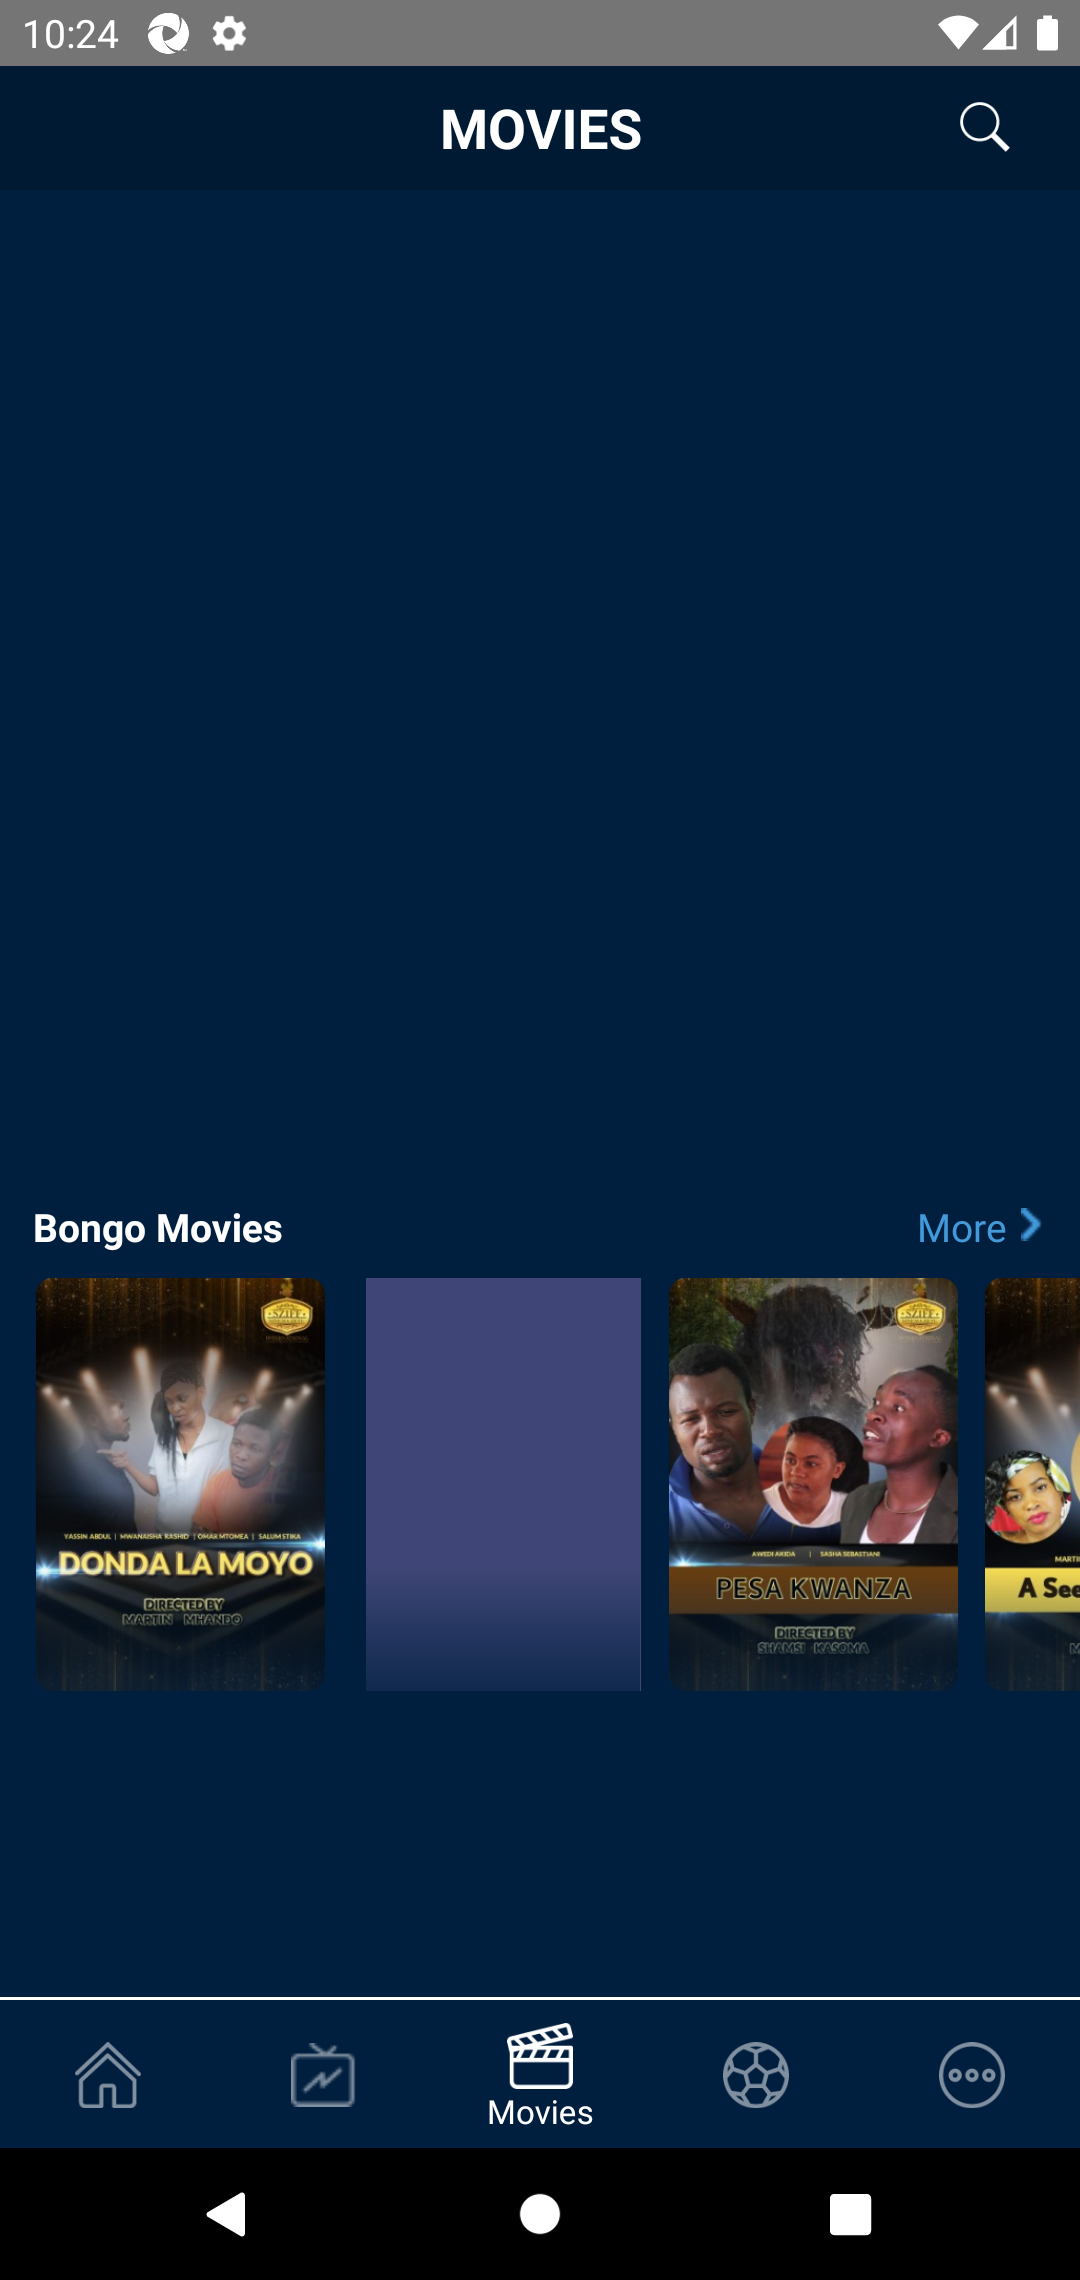 10:24
MOVIES
Bongo Movies
More
YASSIN ABDUL | MWANAISHA RASHID | OMAR MTOMEA | SALUM STIKA
DONDA LA MOYO
DIRECTED BY
MARTIN MHANDO
SZIFF
AWEDI AKIDA | SASHA SEBASTIANI
PESA KWANZA
DIRECTED BY
SHAMSI KASOMA
SZIFF
MARTI
A See
Movies